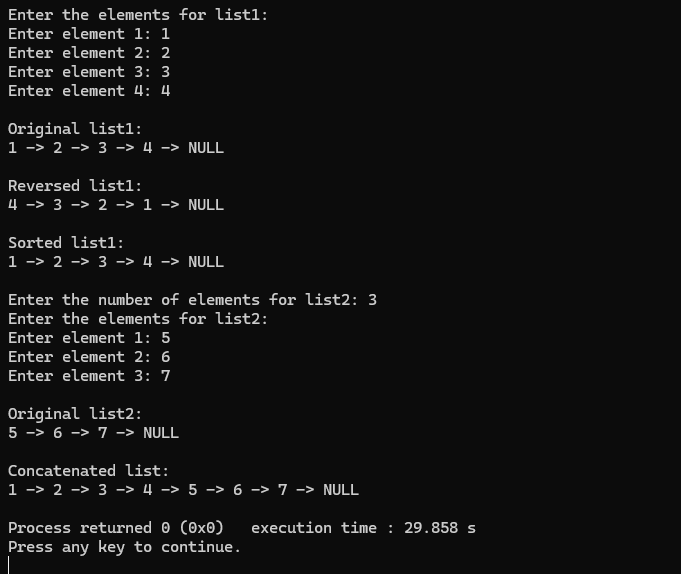 Enter the elements for list1:
Enter element 1: 1
Enter element 2: 2
Enter element 3: 3
Enter element 4: 4

Original list1:
1 -> 2 -> 3 -> 4 -> NULL

Reversed list1:
4 -> 3 -> 2 -> 1 -> NULL

Sorted list1:
1 -> 2 -> 3 -> 4 -> NULL

Enter the number of elements for list2: 3
Enter the elements for list2:
Enter element 1: 5
Enter element 2: 6
Enter element 3: 7

Original list2:
5 -> 6 -> 7 -> NULL

Concatenated list:
1 -> 2 -> 3 -> 4 -> 5 -> 6 -> 7 -> NULL

Process returned 0 (0x0)   execution time : 29.858 s
Press any key to continue.